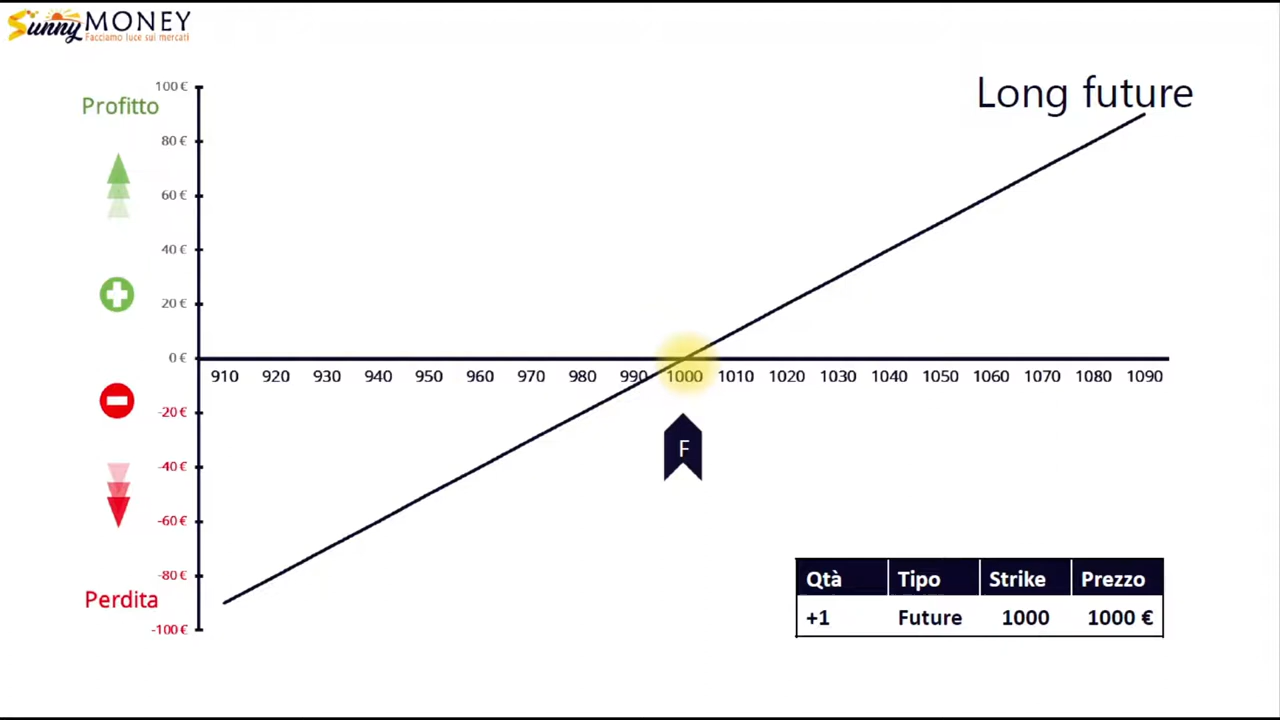 Sunny MONEY
Facciamo luce sui mercati
Long future
Profitto
100 €
80 €
60 €
40 €
20 €
0 €
-20 €
-40 €
-60 €
-80 €
-100 €
Perdita
910 920 930 940 950 960 970 980 990 1000 1010 1020 1030 1040 1050 1060 1070 1080 1090
F
Qtà Tipo Strike Prezzo
+1 Future 1000 1000 €